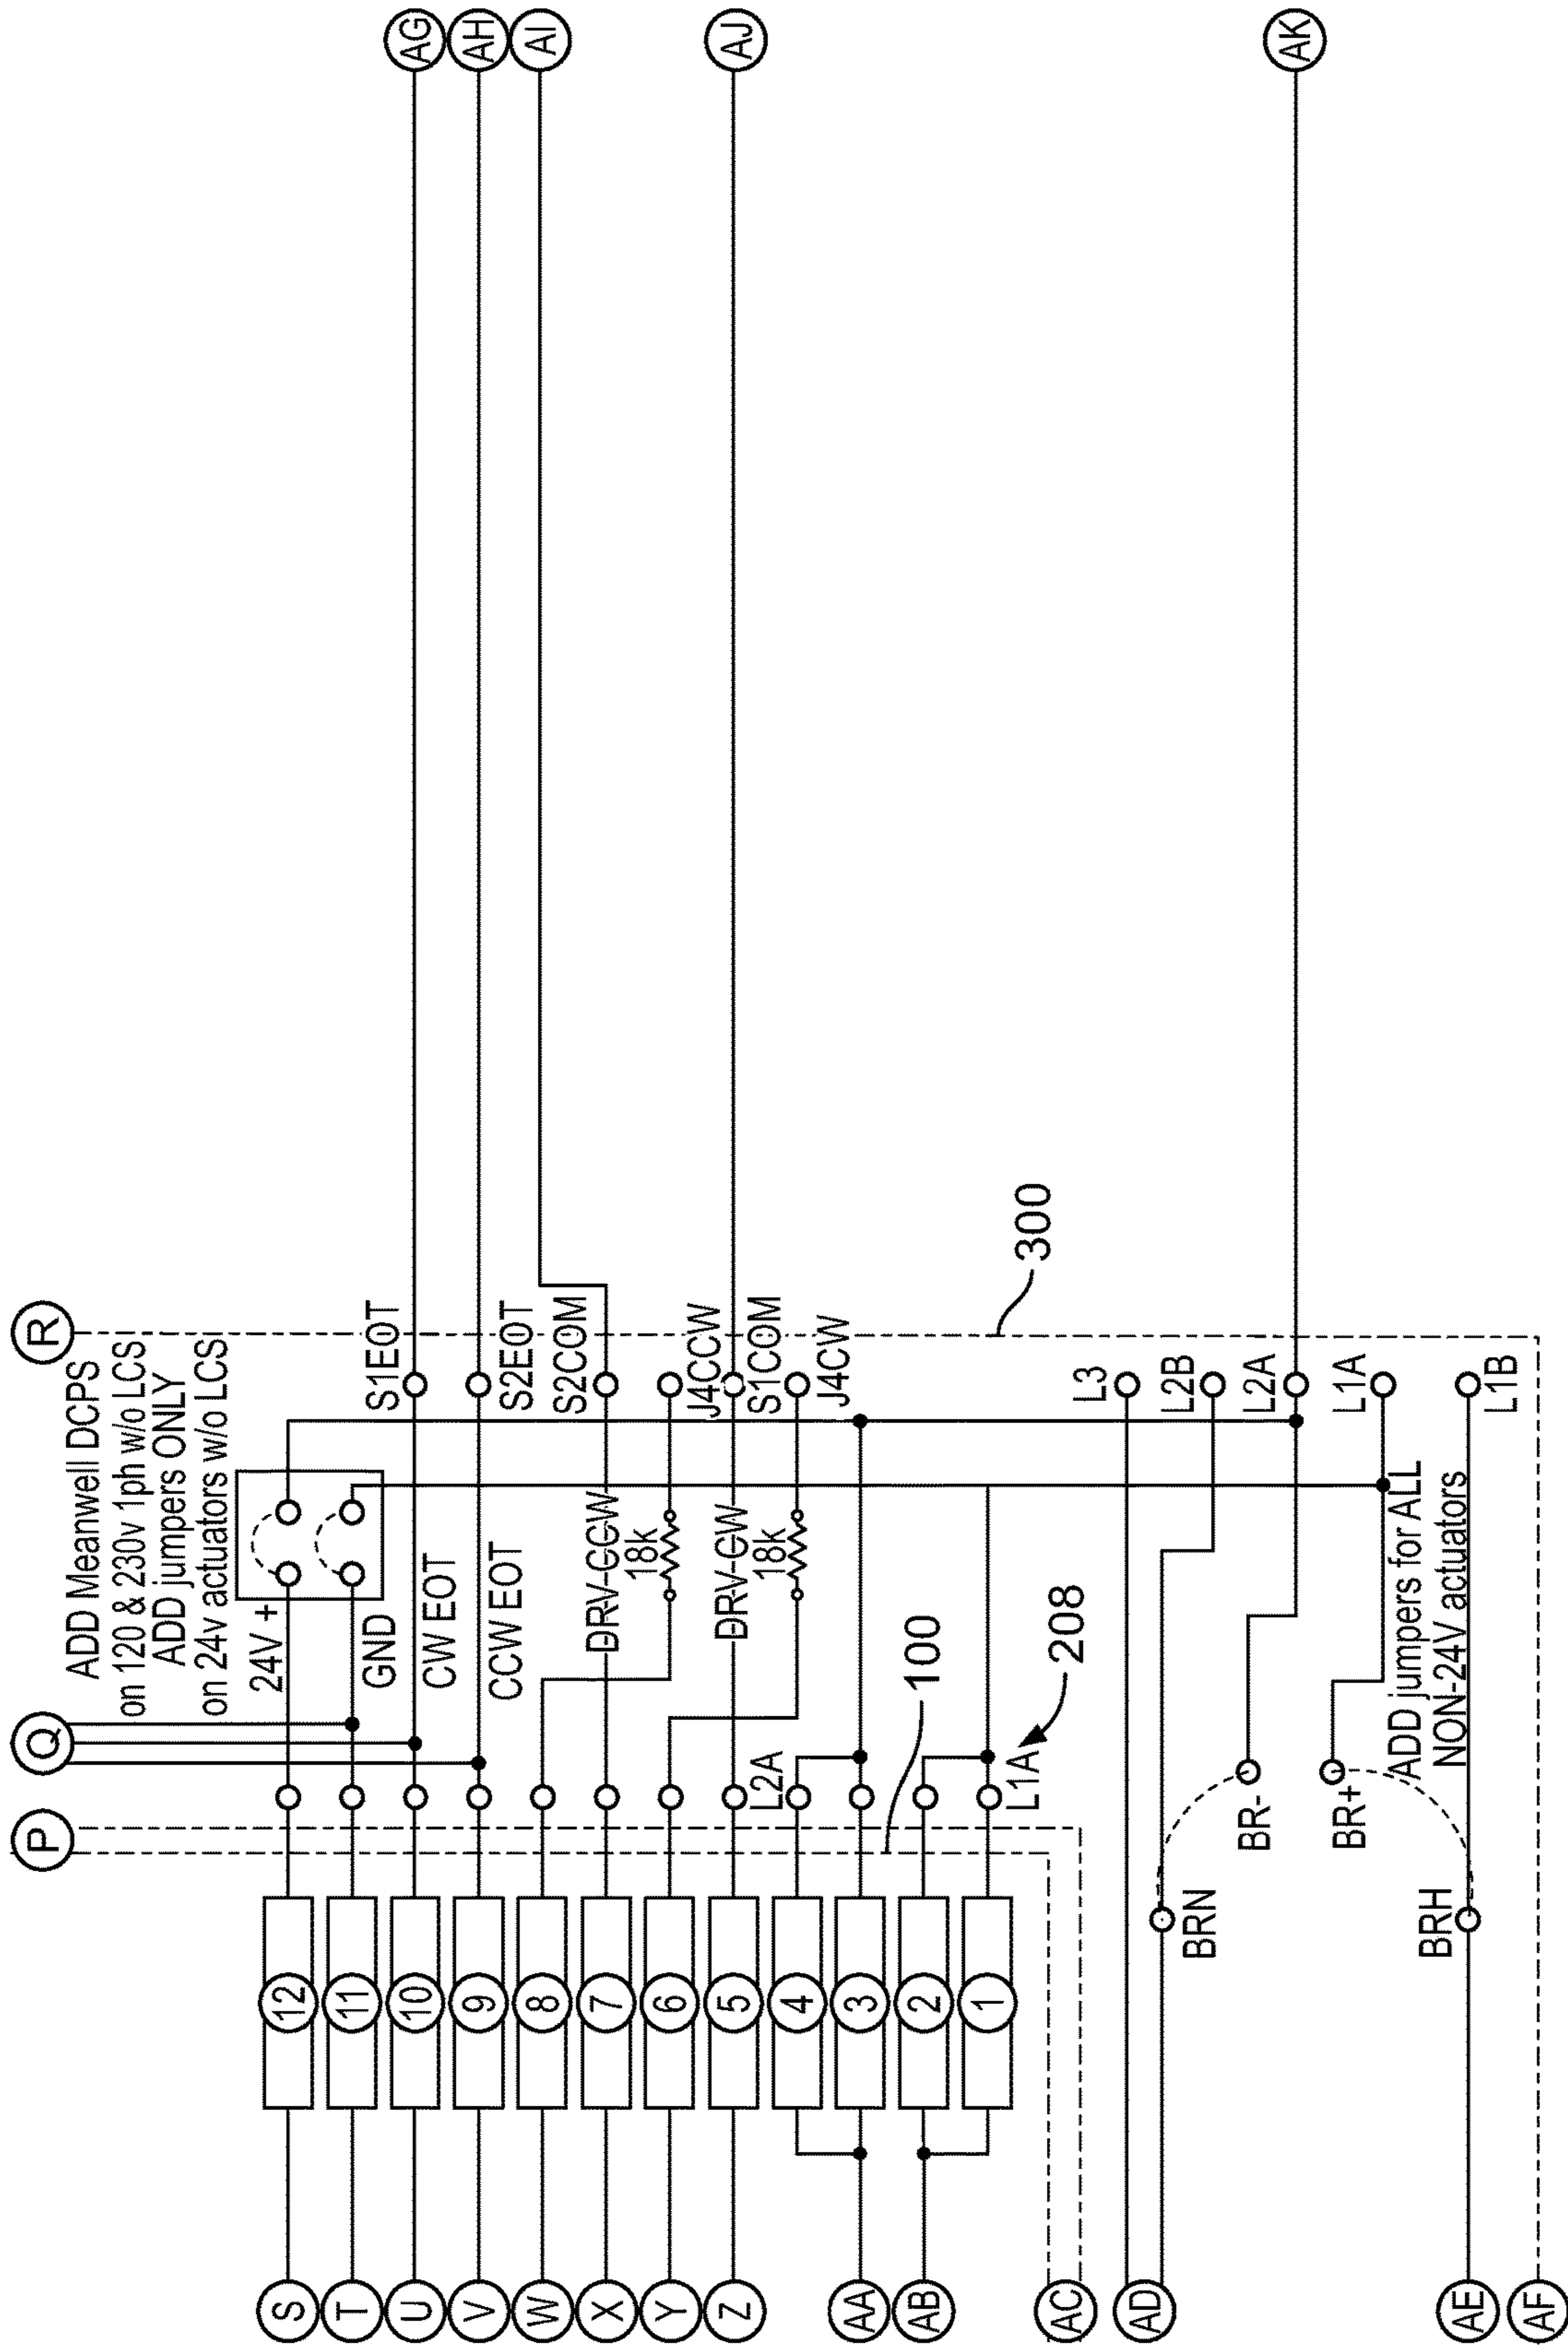 AG
AH
AI
AJ
AK
R
ADD Meanwell DCPS
on 120 & 230v 1ph w/o LCS
ADD jumpers ONLY
on 24v actuators w/o LCS
S1EOT
S2EOT
S2COM
J4CCW
S1COM
J4CW
300
L3
L2B
L2A
L1A
L1B
24V +
GND
CW EOT
CCW EOT
DRV-CCW
18k
DRV-CW
18k
Q
L2A
L1A
100
208
ADD jumpers for ALL
NON-24V actuators
P
BR-
BR+
BRN
BRH
12
11
10
9
8
7
6
5
4
3
2
1
S
T
U
V
W
X
Y
Z
AA
AB
AC
AD
AE
AF